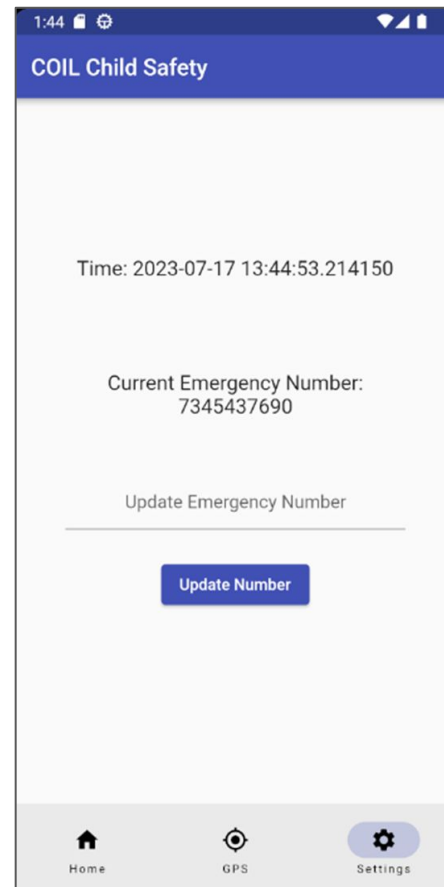 1:44
COIL Child Safety
Time: 2023-07-17 13:44:53.214150
Current Emergency Number:
7345437690
Update Emergency Number
Update Number
Home GPS Settings